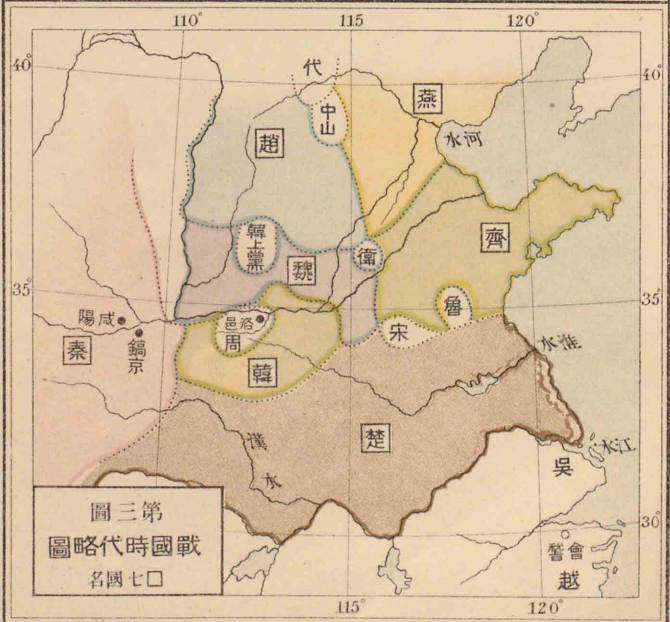 110°
115°
120°
40°
40°
代
燕
中山
趙
水河
韓上黨
衛
齊
魏
35°
35°
陽咸
秦
鎬京
邑洛
周
韓
宋
魯
水淮
楚
漢水
吳
水江
30°
會
越
115°
120°
圖三第
圖略代時國戰
名國七□